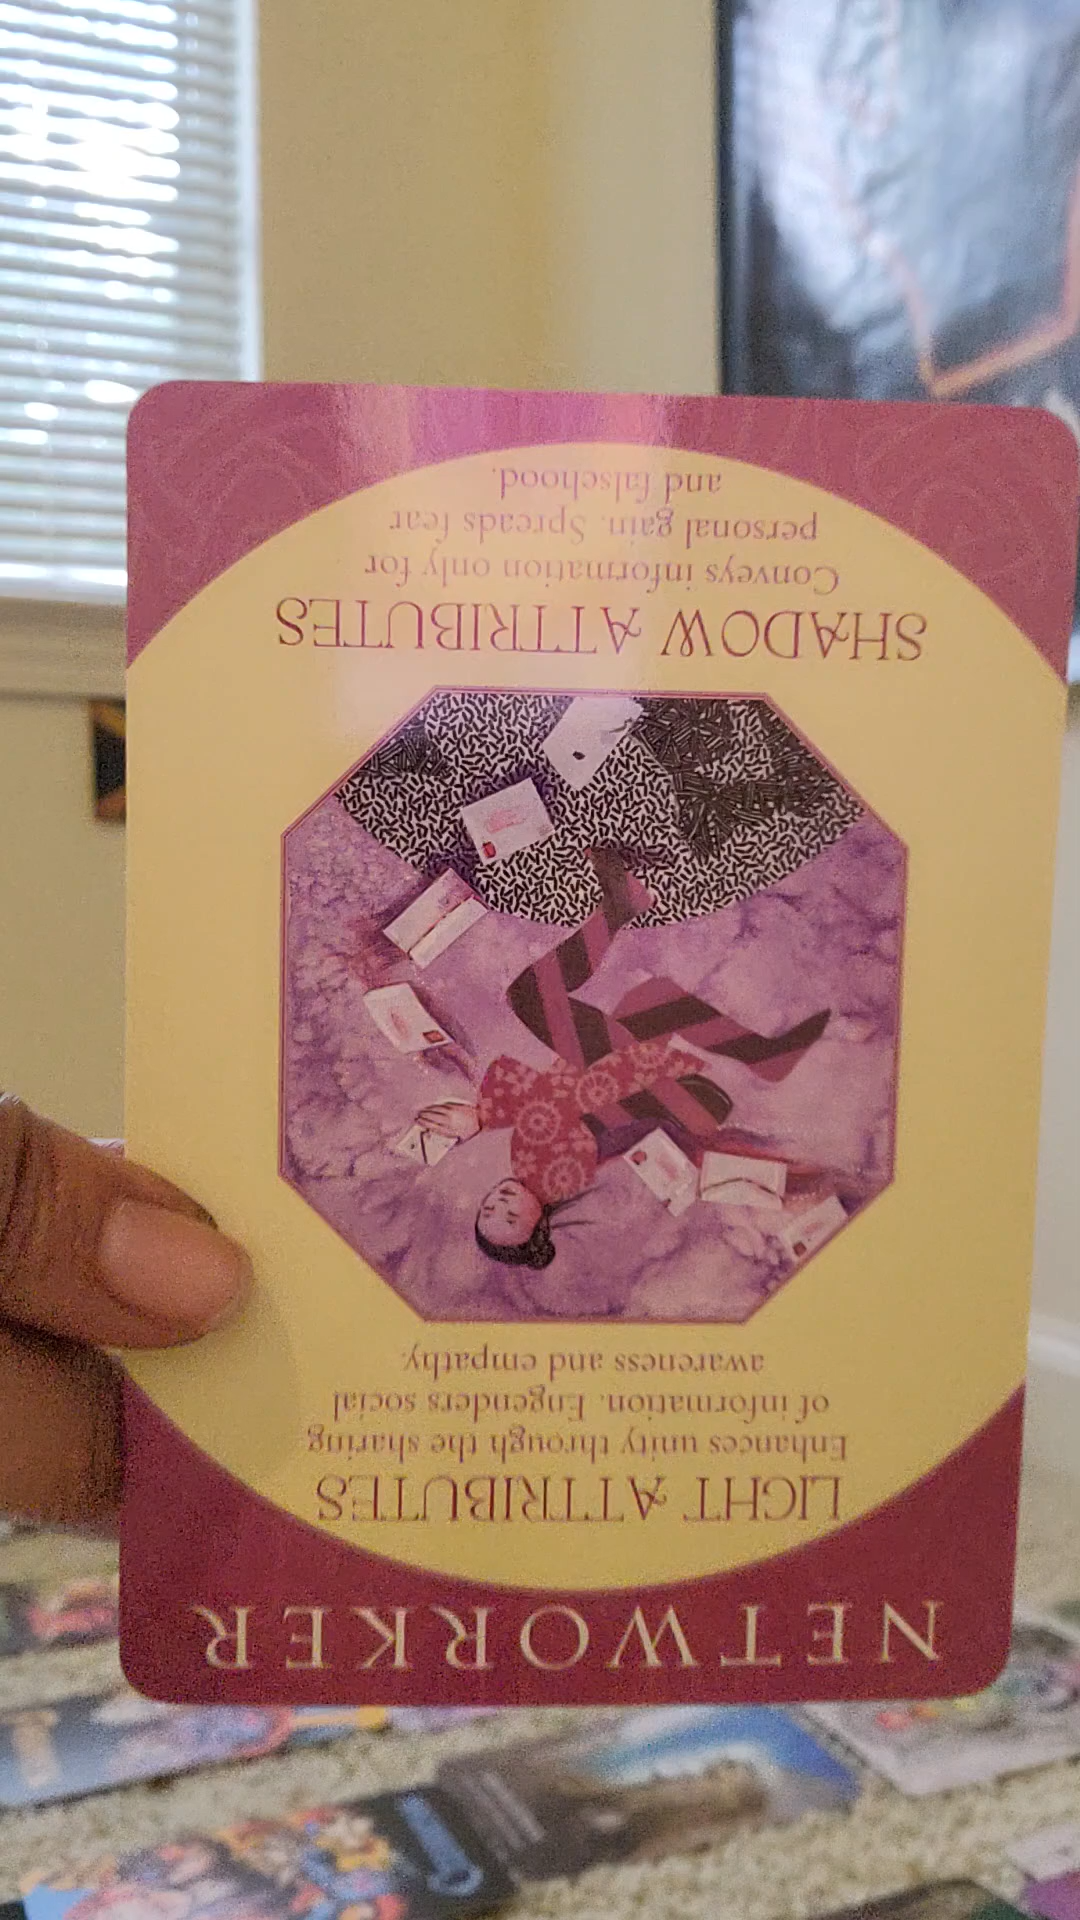 NETWORKER
LIGHT ATTRIBUTES
Enhances unity through the sharing
of information. Engenders social
awareness and empathy.
SHADOW ATTRIBUTES
Conveys information only for
personal gain. Spreads fear
and falsehood.